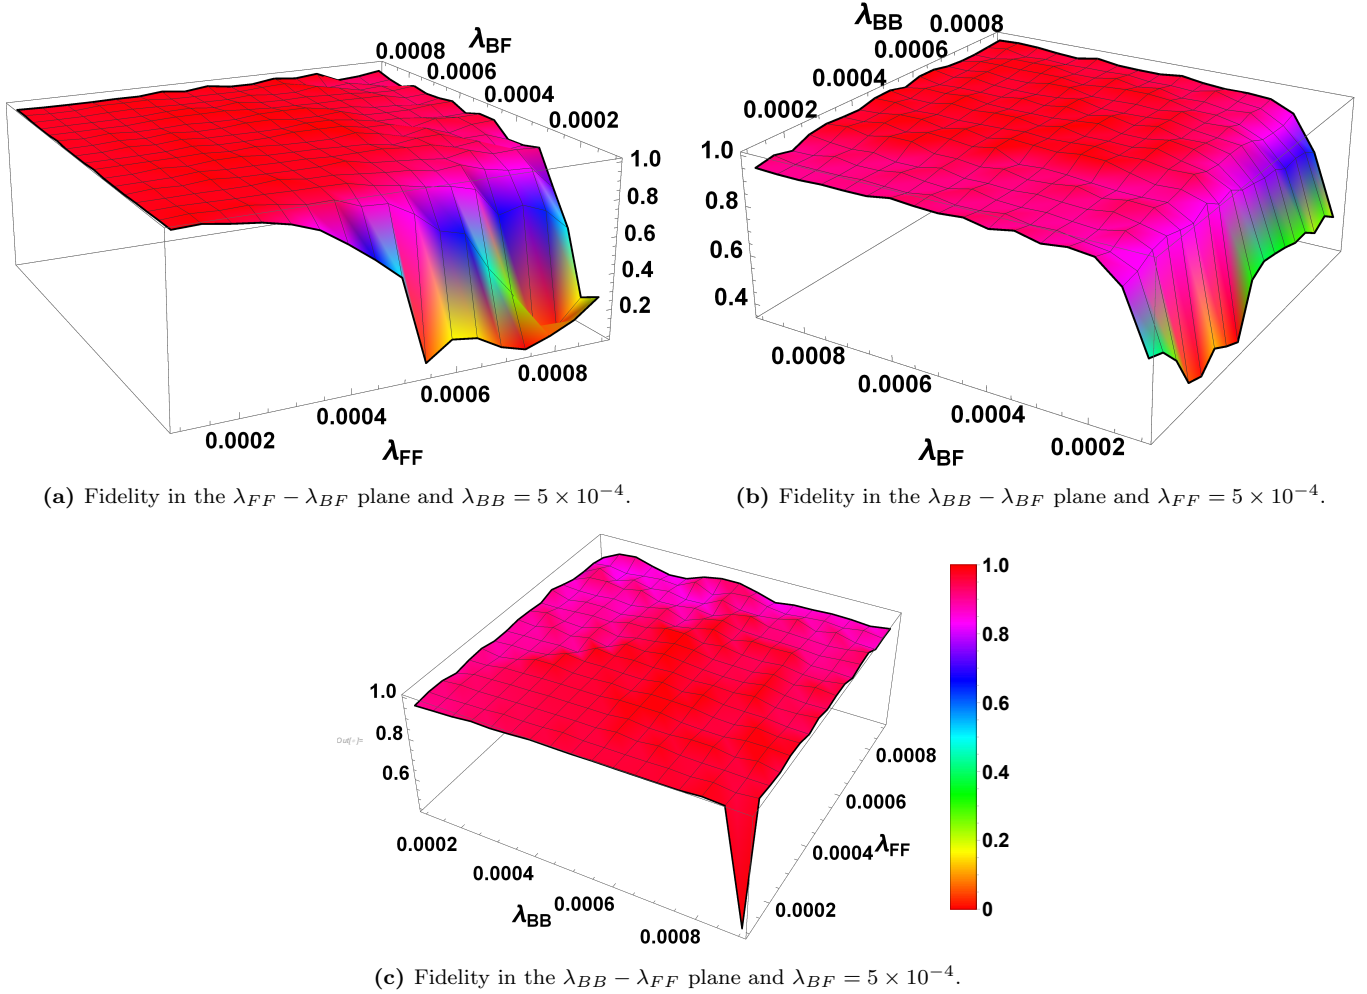 0.0008 λBF
0.0006
0.0004
0.0002
1.0
0.8
0.6
0.4
0.2
0.0002 0.0004 0.0006 0.0008
λFF
λBB 0.0008
0.0006
0.0004
0.0002
1.0
0.8
0.6
0.4
0.0008 0.0006 0.0004 0.0002
λBF
(a) Fidelity in the λFF − λBF plane and λBB = 5 × 10⁻⁴.
(b) Fidelity in the λBB − λBF plane and λFF = 5 × 10⁻⁴.
1.0
0.8
0.6
Out[-]=
0.0002 0.0004 0.0006 0.0008
λBB
0.0008
0.0006
0.0004 λFF
0.0002
1.0
0.8
0.6
0.4
0.2
0
(c) Fidelity in the λBB − λFF plane and λBF = 5 × 10⁻⁴.